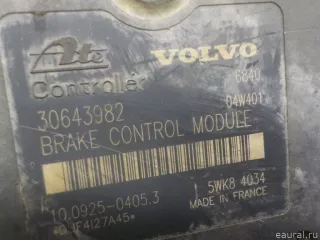 Ate VOLVO
Controller 6840
30643982 04W401
BRAKE CONTROL MODULE
10.0925-0405.3 5WK8 4034
MADE IN FRANCE
eaural.ru